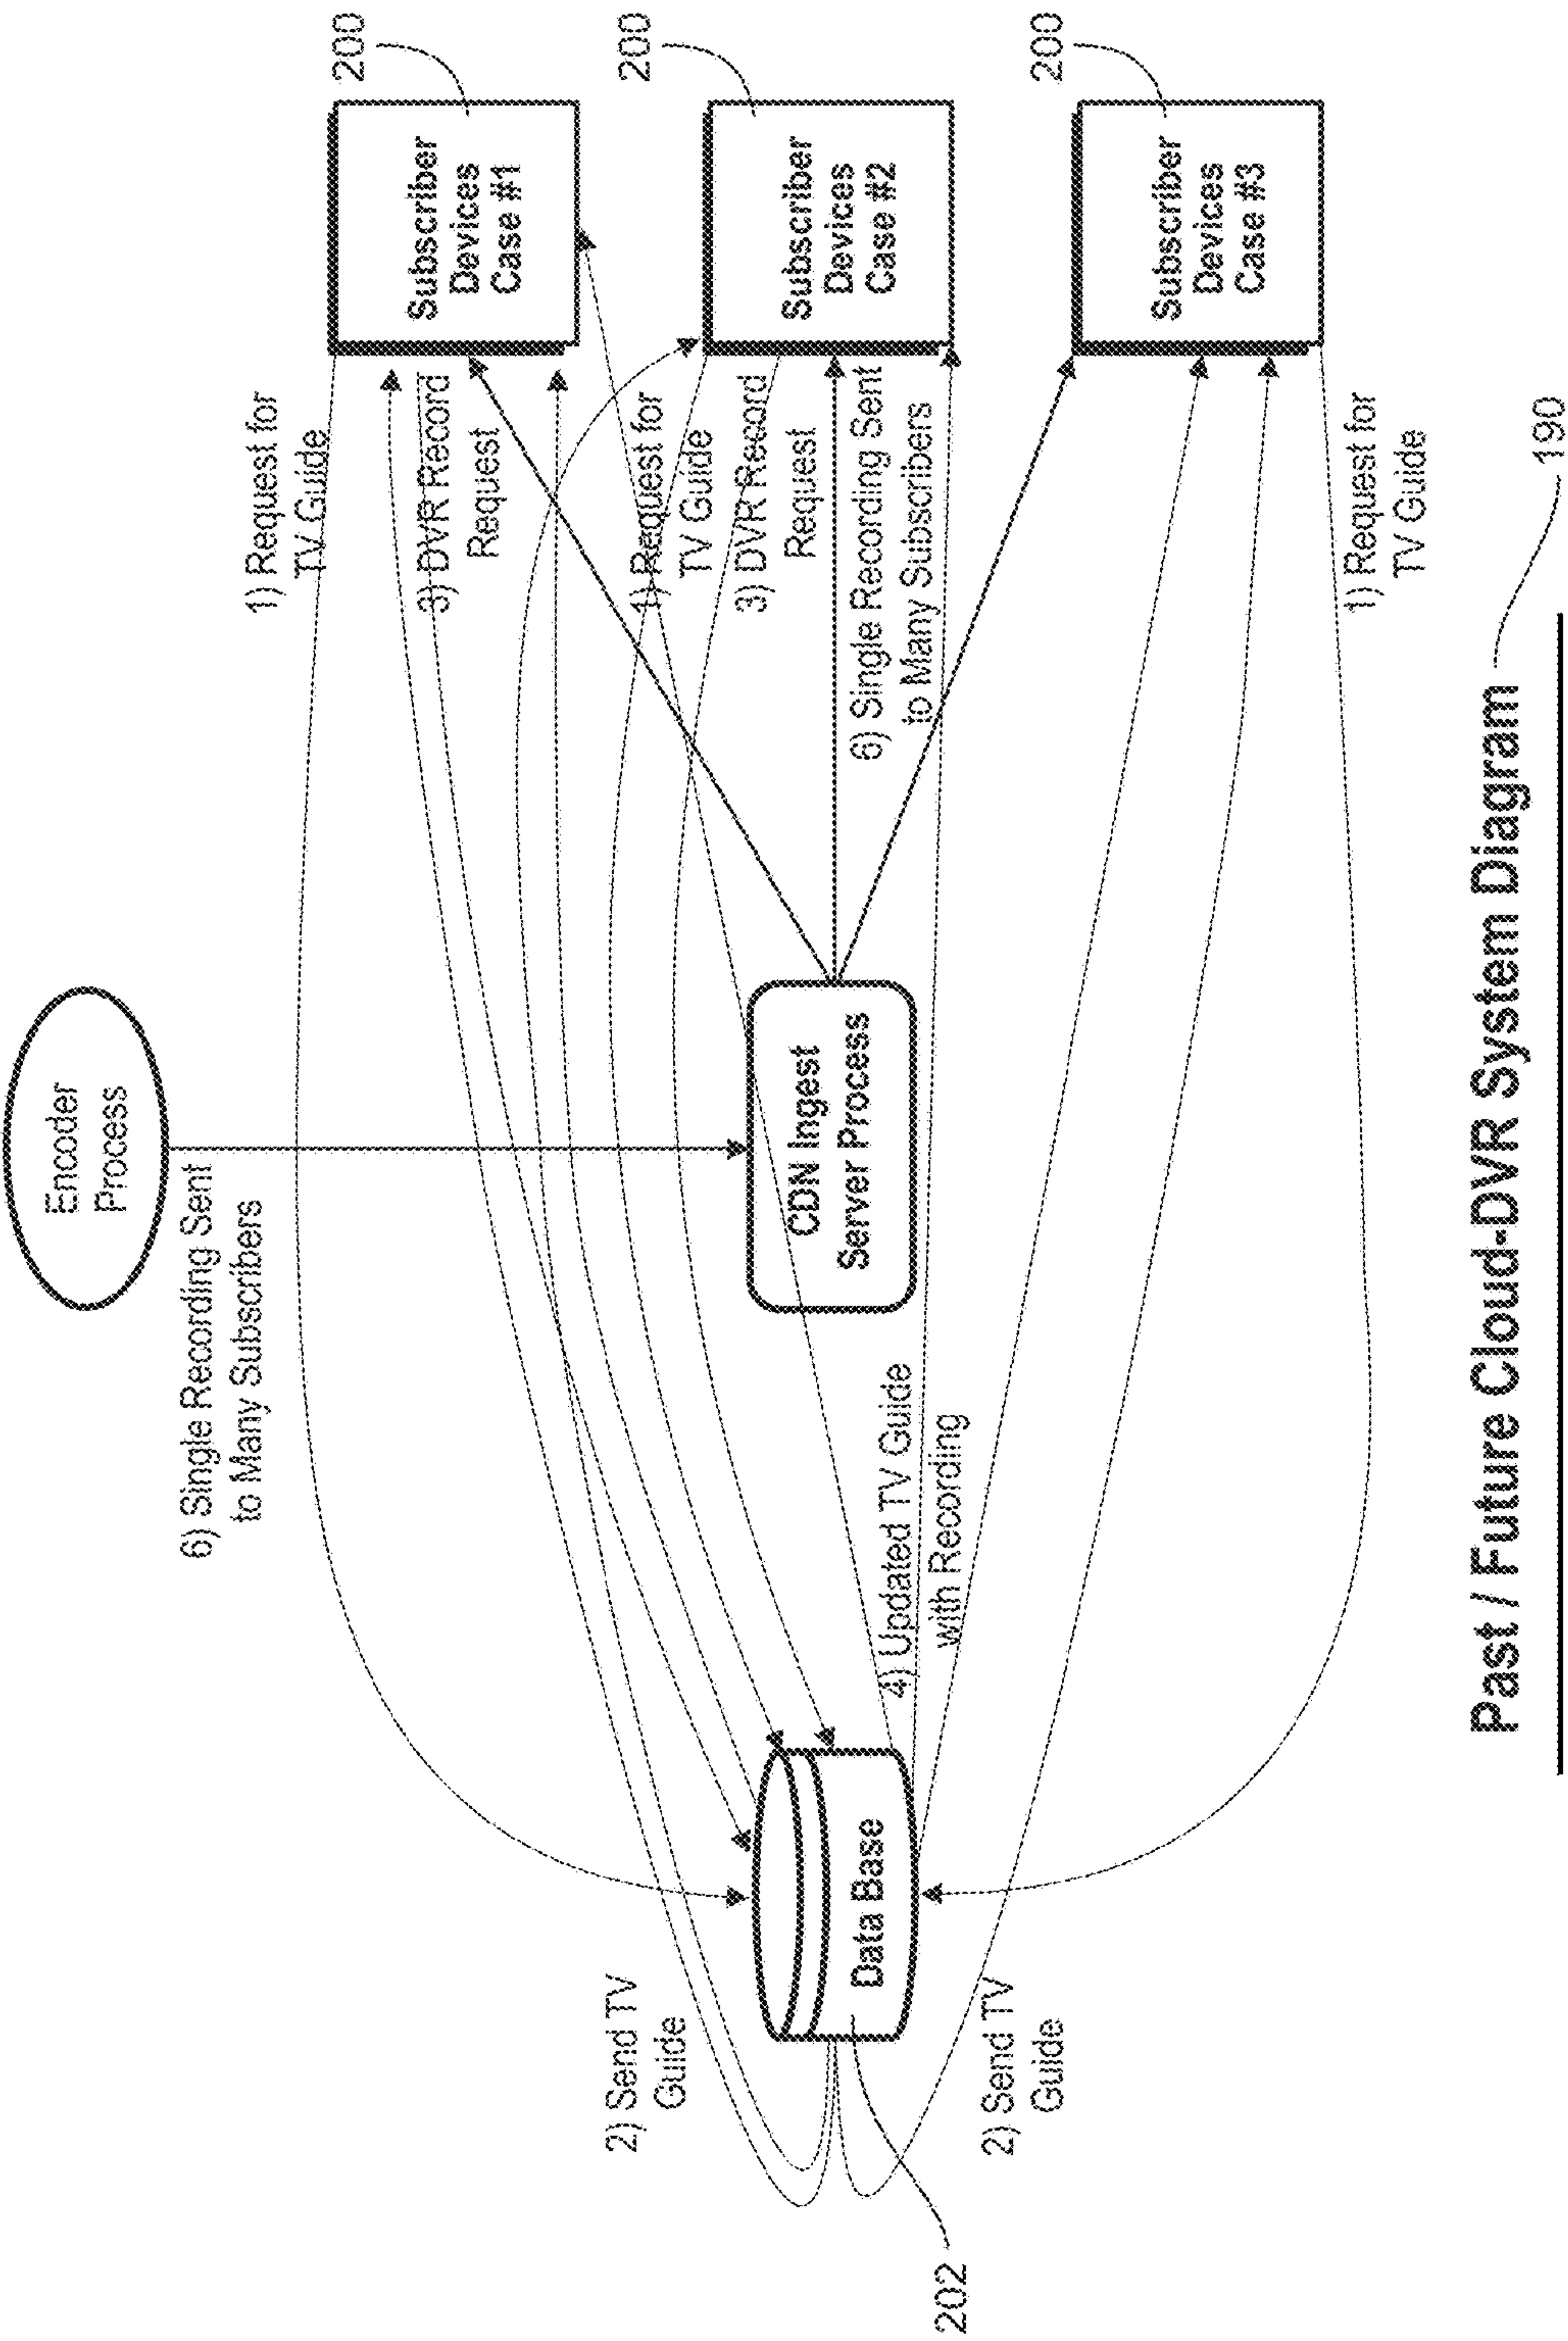 Encoder
Process
6) Single Recording Sent
to Many Subscribers
1) Request for
TV Guide
200
Subscriber
Devices
Case #1
3) DVR Record
Request
2) Send TV
Guide
1) Request for
TV Guide
200
Subscriber
Devices
Case #2
3) DVR Record
Request
CDN Ingest
Server Process
6) Single Recording Sent
to Many Subscribers
Data Base
202
4) Updated TV Guide
with Recording
2) Send TV
Guide
200
Subscriber
Devices
Case #3
1) Request for
TV Guide
Past / Future Cloud-DVR System Diagram
190